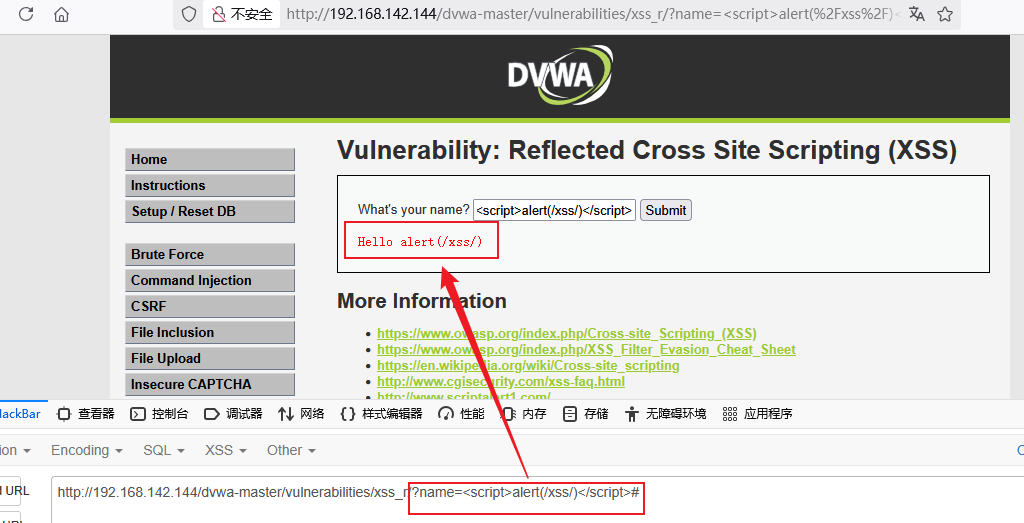 不安全
http://192.168.142.144/dvwa-master/vulnerabilities/xss_r/?name=<script>alert(%2Fxss%2F)<
DVWA
Home
Instructions
Setup / Reset DB
Brute Force
Command Injection
CSRF
File Inclusion
File Upload
Insecure CAPTCHA
Vulnerability: Reflected Cross Site Scripting (XSS)
What's your name? <script>alert(/xss/)</script> Submit
Hello alert(/xss/)
More Information
https://www.owasp.org/index.php/Cross-site_Scripting_(XSS)
https://www.owasp.org/index.php/XSS_Filter_Evasion_Cheat_Sheet
https://en.wikipedia.org/wiki/Cross-site_scripting
http://www.cgisecurity.com/xss-faq.html
http://www.scriptalert1.com/
HackBar 查看器 控制台 调试器 网络 样式编辑器 性能 内存 存储 无障碍环境 应用程序
ion Encoding SQL XSS Other
URL http://192.168.142.144/dvwa-master/vulnerabilities/xss_r/?name=<script>alert(/xss/)</script>#
URL